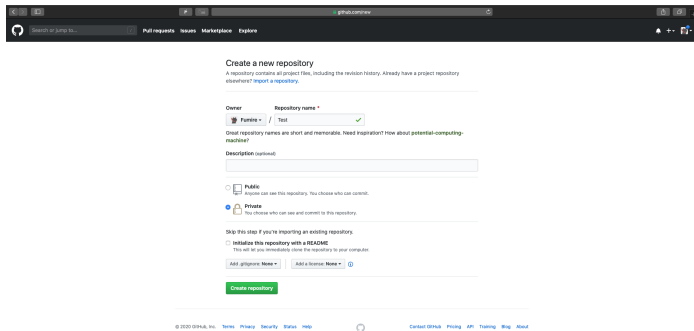 github.com/new
Search or jump to...
/
Pull requests Issues Marketplace Explore
Create a new repository
A repository contains all project files, including the revision history. Already have a project repository
elsewhere? Import a repository.
Owner Repository name *
Fumire / Test
Great repository names are short and memorable. Need inspiration? How about potential-computing-
machine?
Description (optional)
Public
Anyone can see this repository. You choose who can commit.
Private
You choose who can see and commit to this repository.
Skip this step if you're importing an existing repository.
Initialize this repository with a README
This will let you immediately clone the repository to your computer.
Add .gitignore: None Add a license: None
Create repository
© 2020 GitHub, Inc. Terms Privacy Security Status Help Contact GitHub Pricing API Training Blog About